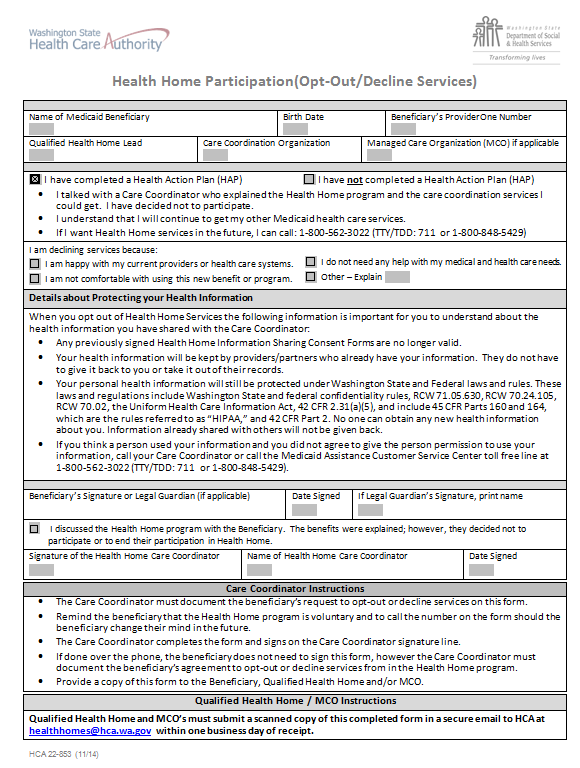 Washington State
Health Care Authority
Washington State
Department of Social
& Health Services
Transforming lives
Health Home Participation(Opt-Out/Decline Services)
Name of Medicaid Beneficiary
Birth Date
Beneficiary's ProviderOne Number
Qualified Health Home Lead
Care Coordination Organization
Managed Care Organization (MCO) if applicable
I have completed a Health Action Plan (HAP)
I have not completed a Health Action Plan (HAP)
• I talked with a Care Coordinator who explained the Health Home program and the care coordination services I
could get. I have decided not to participate.
• I understand that I will continue to get my other Medicaid health care services.
• If I want Health Home services in the future, I can call: 1-800-562-3022 (TTY/TDD: 711 or 1-800-848-5429)
I am declining services because:
I am happy with my current providers or health care systems.
I do not need any help with my medical and health care needs.
I am not comfortable with using this new benefit or program.
Other – Explain
Details about Protecting your Health Information
When you opt out of Health Home Services the following information is important for you to understand about the
health information you have shared with the Care Coordinator:
• Any previously signed Health Home Information Sharing Consent Forms are no longer valid.
• Your health information will be kept by providers/partners who already have your information. They do not have
to give it back to you or take it out of their records.
• Your personal health information will still be protected under Washington State and Federal laws and rules. These
laws and regulations include Washington State and federal confidentiality rules, RCW 71.05.630, RCW 70.24.105,
RCW 70.02, the Uniform Health Care Information Act, 42 CFR 2.31(a)(5), and include 45 CFR Parts 160 and 164,
which are the rules referred to as "HIPAA," and 42 CFR Part 2. No one can obtain any new health information
about you. Information already shared with others will not be given back.
• If you think a person used your information and you did not agree to give the person permission to use your
information, call your Care Coordinator or call the Medicaid Assistance Customer Service Center toll free line at
1-800-562-3022 (TTY/TDD: 711 or 1-800-848-5429).
Beneficiary's Signature or Legal Guardian (if applicable)
Date Signed
If Legal Guardian's Signature, print name
I discussed the Health Home program with the Beneficiary. The benefits were explained; however, they decided not to
participate or to end their participation in Health Home.
Signature of the Health Home Care Coordinator
Name of Health Home Care Coordinator
Date Signed
Care Coordinator Instructions
• The Care Coordinator must document the beneficiary's request to opt-out or decline services on this form.
• Remind the beneficiary that the Health Home program is voluntary and to call the number on the form should the
beneficiary change their mind in the future.
• The Care Coordinator completes the form and signs on the Care Coordinator signature line.
• If done over the phone, the beneficiary does not need to sign this form, however the Care Coordinator must
document the beneficiary's agreement to opt-out or decline services from in the Health Home program.
• Provide a copy of this form to the Beneficiary, Qualified Health Home and/or MCO.
Qualified Health Home / MCO Instructions
Qualified Health Home and MCO's must submit a scanned copy of this completed form in a secure email to HCA at
healthhomes@hca.wa.gov within one business day of receipt.
HCA 22-853 (11/14)